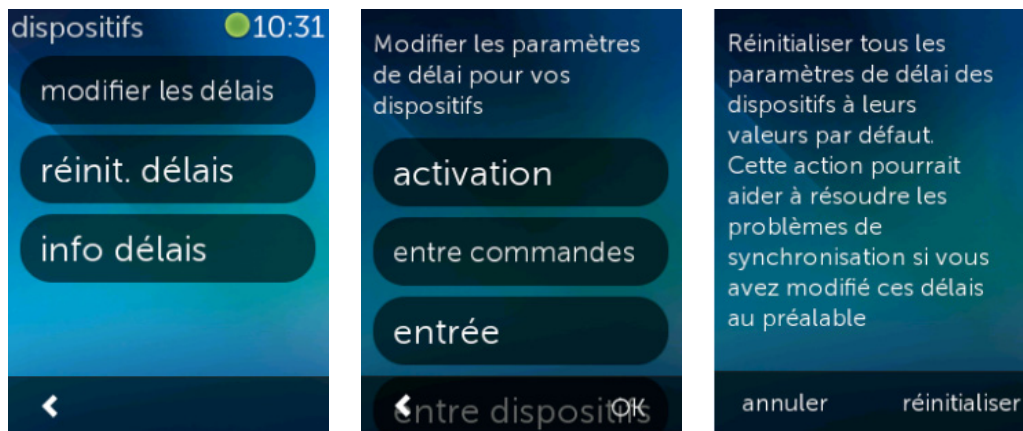 dispositifs 10:31
modifier les délais
réinit. délais
info délais
Modifier les paramètres
de délai pour vos
dispositifs
activation
entre commandes
entrée
entre dispositifs
OK
Réinitialiser tous les
paramètres de délai des
dispositifs à leurs
valeurs par défaut.
Cette action pourrait
aider à résoudre les
problèmes de
synchronisation si vous
avez modifié ces délais
au préalable
annuler réinitialiser